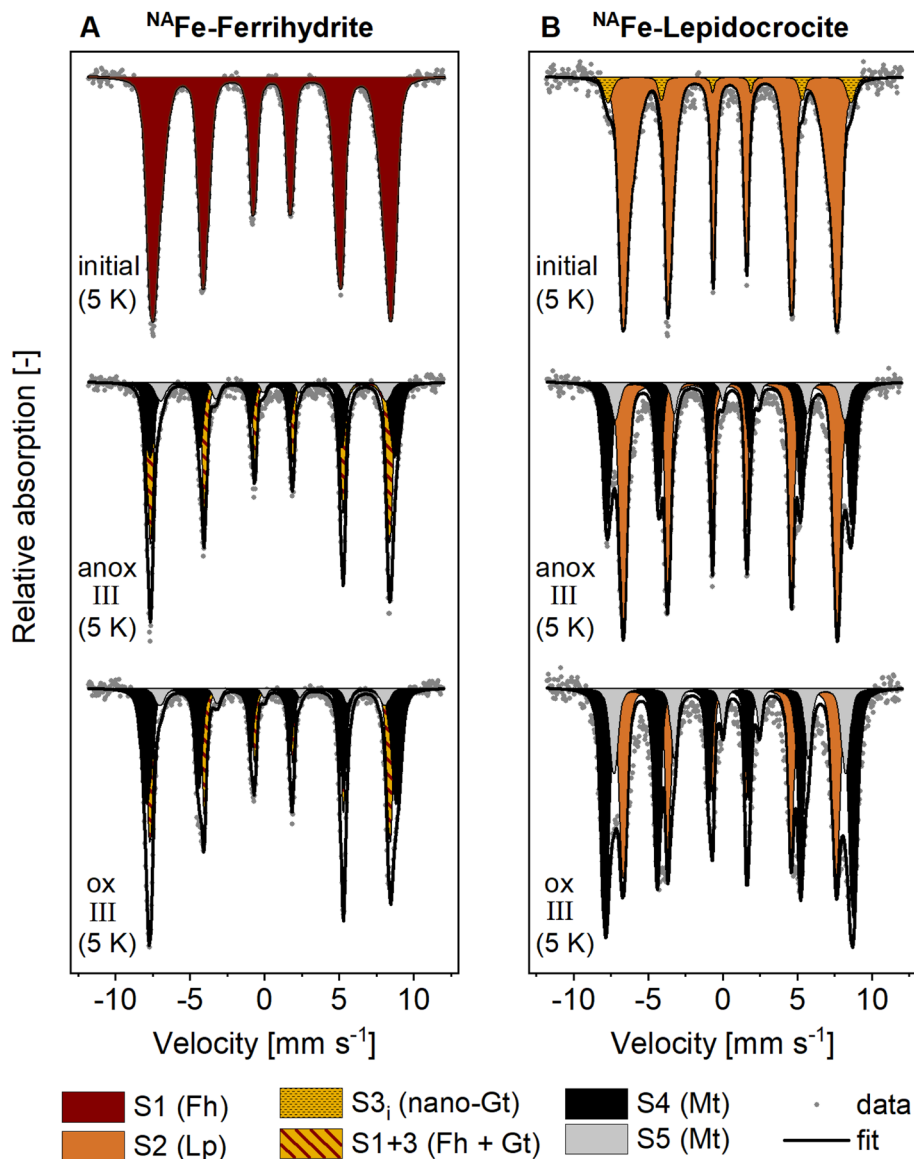 A NAFe-Ferrihydrite
B NAFe-Lepidocrocite
Relative absorption [-]
initial
(5 K)
anox
III
(5 K)
ox
III
(5 K)
initial
(5 K)
anox
III
(5 K)
ox
III
(5 K)
-10 -5 0 5 10
-10 -5 0 5 10
Velocity [mm s-1]
Velocity [mm s-1]
S1 (Fh)
S3i (nano-Gt)
S4 (Mt)
data
S2 (Lp)
S1+3 (Fh + Gt)
S5 (Mt)
fit